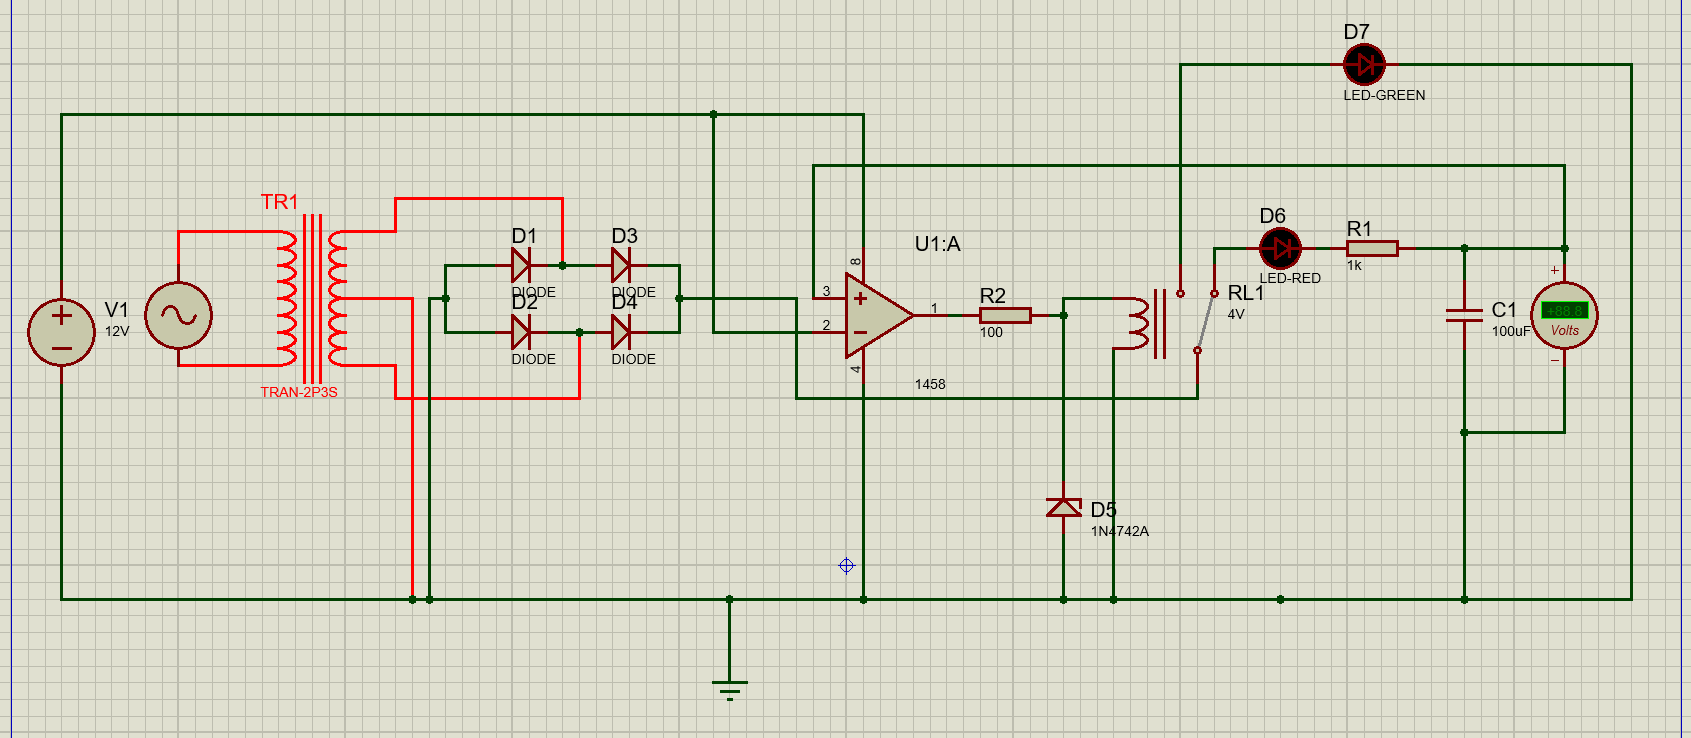 D7
LED-GREEN
TR1
TRAN-2P3S
V1
12V
D1
DIODE
D3
DIODE
D2
DIODE
D4
DIODE
U1:A
8
3
2
1
4
1458
R2
100
RL1
4V
D6
LED-RED
R1
1k
C1
100uF
+88.8
Volts
D5
1N4742A